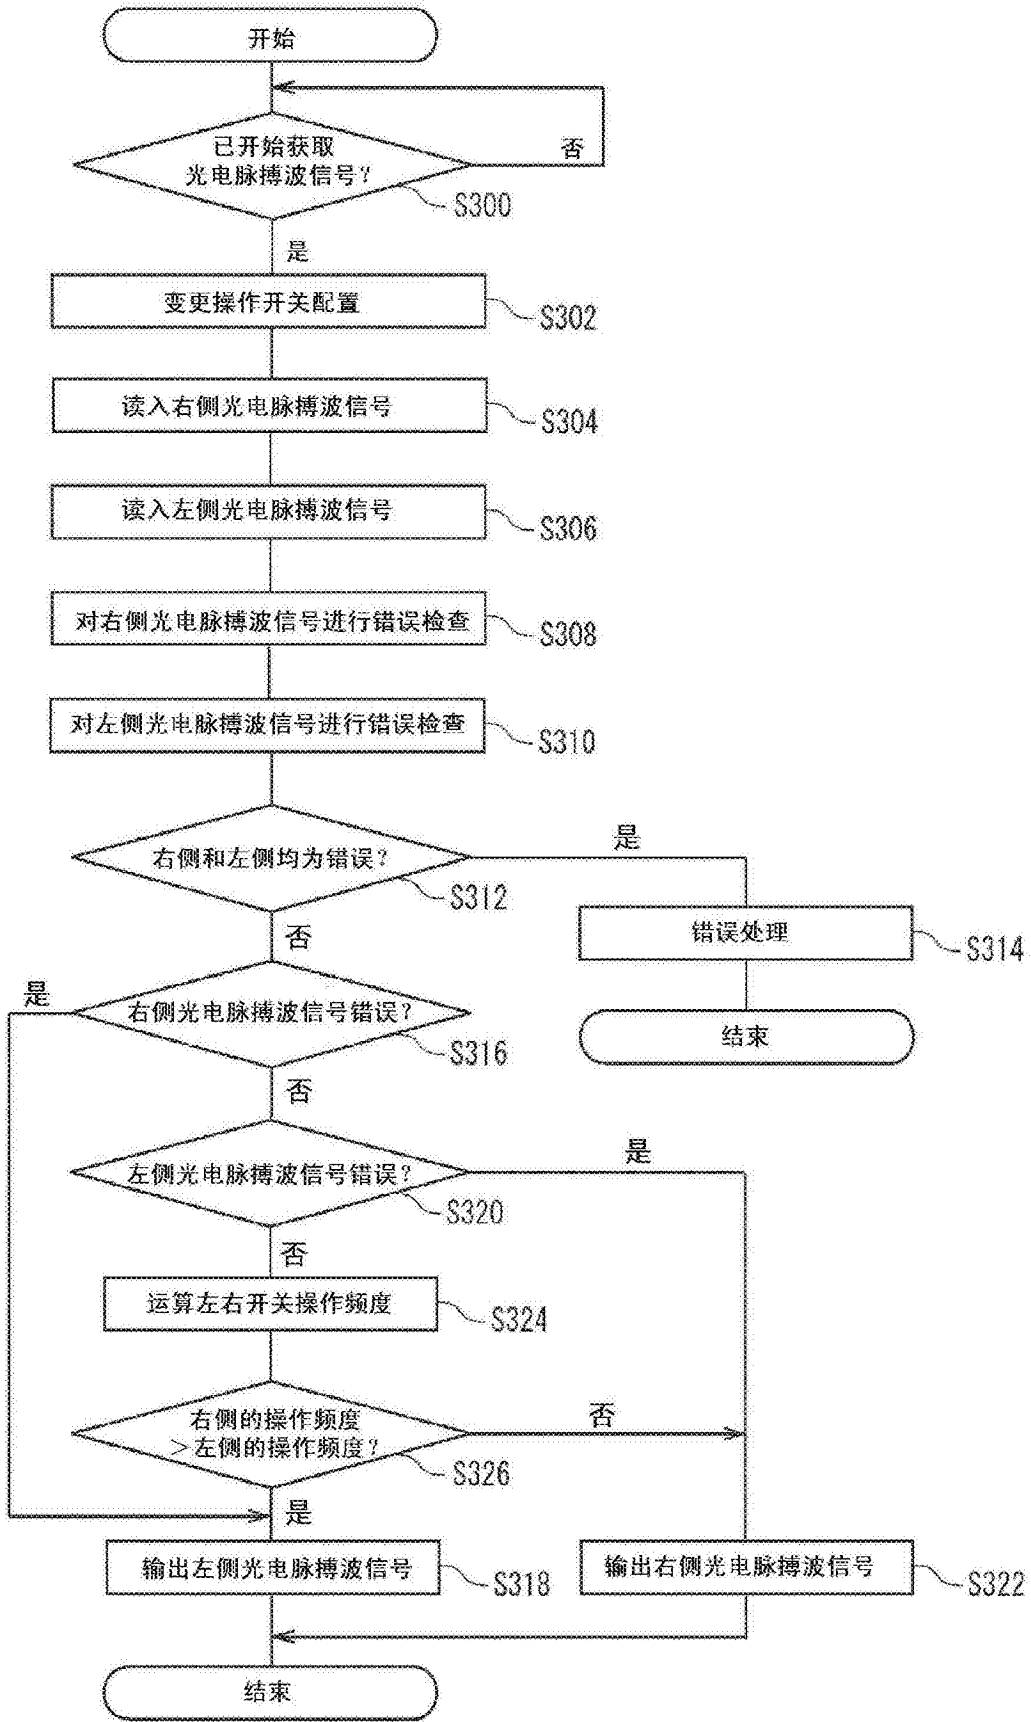 开始
已开始获取
光电脉搏波信号?
否
S300
是
变更操作开关配置
S302
读入右侧光电脉搏波信号
S304
读入左侧光电脉搏波信号
S306
对右侧光电脉搏波信号进行错误检查
S308
对左侧光电脉搏波信号进行错误检查
S310
右侧和左侧均为错误?
是
S312
否
错误处理
S314
结束
是
右侧光电脉搏波信号错误?
S316
否
左侧光电脉搏波信号错误?
是
S320
否
运算左右开关操作频度
S324
右侧的操作频度
>左侧的操作频度?
否
S326
是
输出左侧光电脉搏波信号
S318
输出右侧光电脉搏波信号
S322
结束